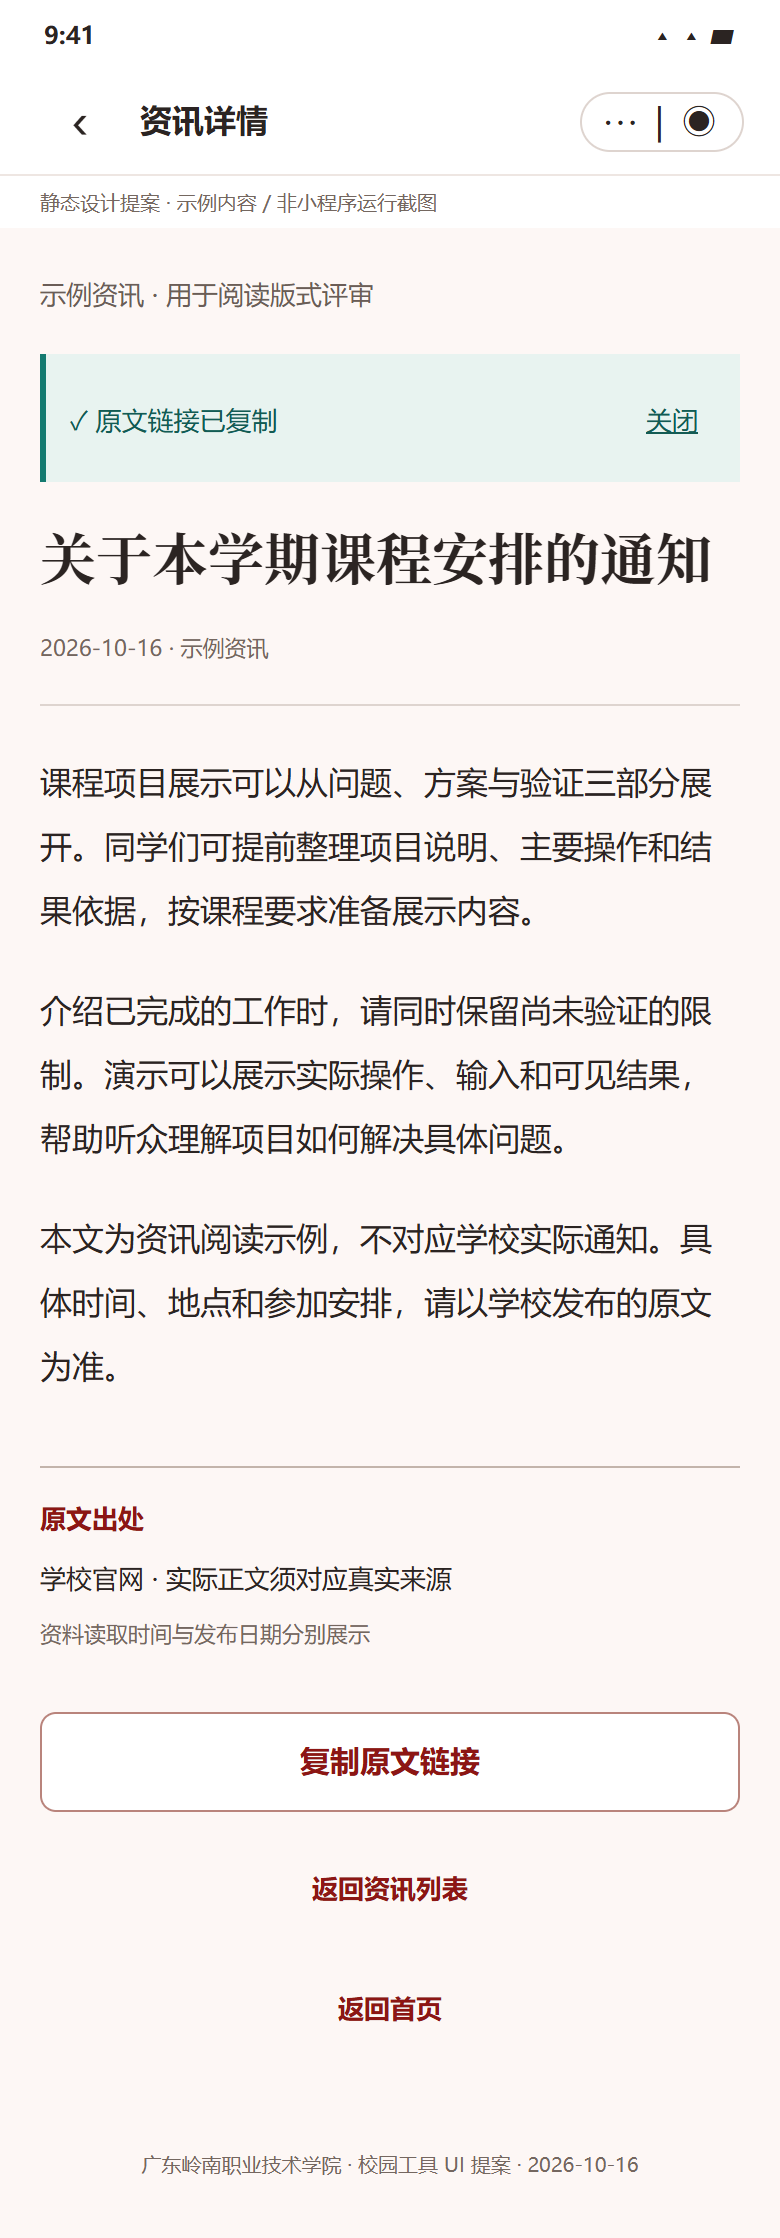 9:41
资讯详情
静态设计提案 · 示例内容 / 非小程序运行截图
示例资讯 · 用于阅读版式评审
✓ 原文链接已复制 关闭
关于本学期课程安排的通知
2026-10-16 · 示例资讯
课程项目展示可以从问题、方案与验证三部分展
开。同学们可提前整理项目说明、主要操作和结
果依据，按课程要求准备展示内容。
介绍已完成的工作时，请同时保留尚未验证的限
制。演示可以展示实际操作、输入和可见结果，
帮助听众理解项目如何解决具体问题。
本文为资讯阅读示例，不对应学校实际通知。具
体时间、地点和参加安排，请以学校发布的原文
为准。
原文出处
学校官网 · 实际正文须对应真实来源
资料读取时间与发布日期分别展示
复制原文链接
返回资讯列表
返回首页
广东岭南职业技术学院 · 校园工具 UI 提案 · 2026-10-16